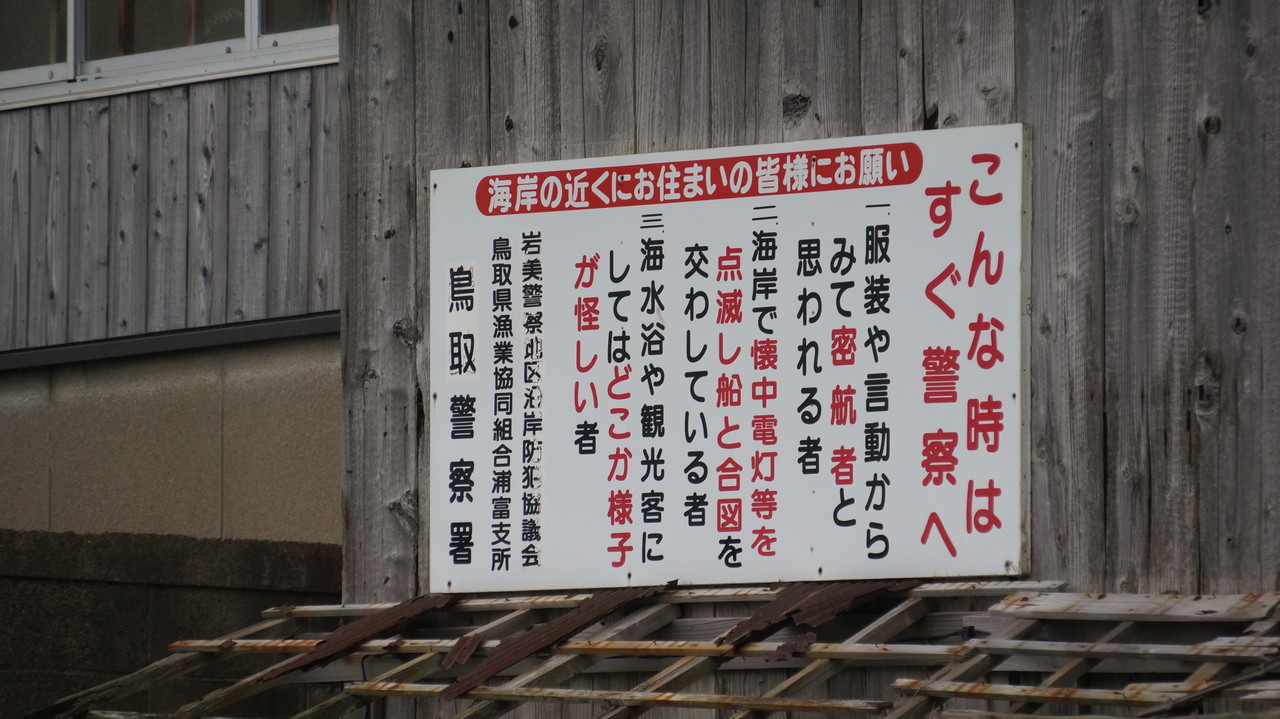 海岸の近くにお住まいの皆様にお願い
こんな時は
すぐ警察へ
一、服装や言動から
みて密航者と
思われる者
二、海岸で懐中電灯等を
点滅し船と合図を
交わしている者
三、海水浴や観光客に
してはどこか様子
が怪しい者
岩美警察地区沿岸防犯協議会
鳥取県漁業協同組合浦富支所
鳥取警察署